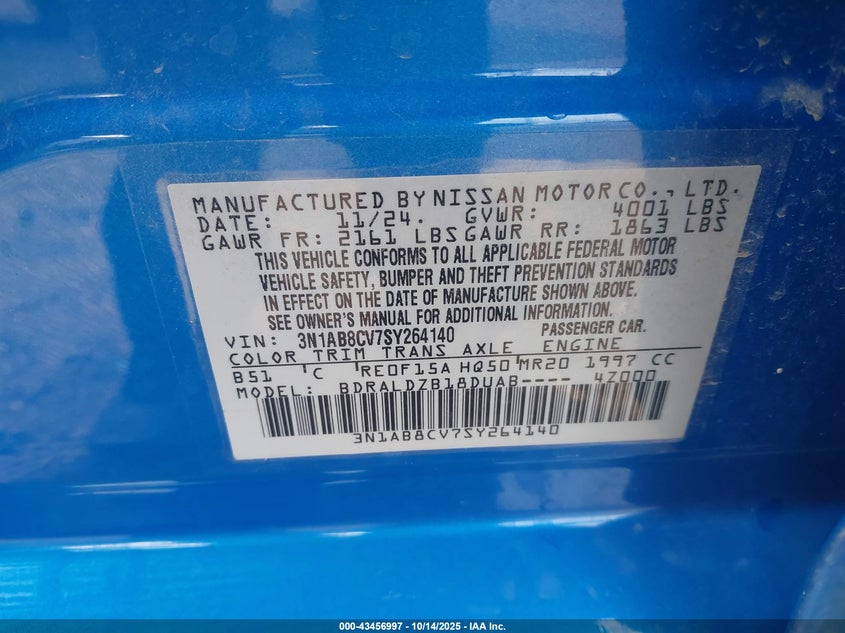 MANUFACTURED BY NISSAN MOTOR CO., LTD.
DATE: 11/24. GVWR: 4001 LBS
GAWR FR: 2161 LBS GAWR RR: 1863 LBS
THIS VEHICLE CONFORMS TO ALL APPLICABLE FEDERAL MOTOR
VEHICLE SAFETY, BUMPER AND THEFT PREVENTION STANDARDS
IN EFFECT ON THE DATE OF MANUFACTURE SHOWN ABOVE.
SEE OWNER'S MANUAL FOR ADDITIONAL INFORMATION.
VIN: 3N1AB8CV7SY264140 PASSENGER CAR.
COLOR TRIM TRANS AXLE ENGINE
B51 C RE0F15A HQ50 MR20 1997 CC
MODEL: BDRALDZB18DUAB---- 4Z000
3N1AB8CV7SY264140
000-43456997 | 10/14/2025 | IAA Inc.